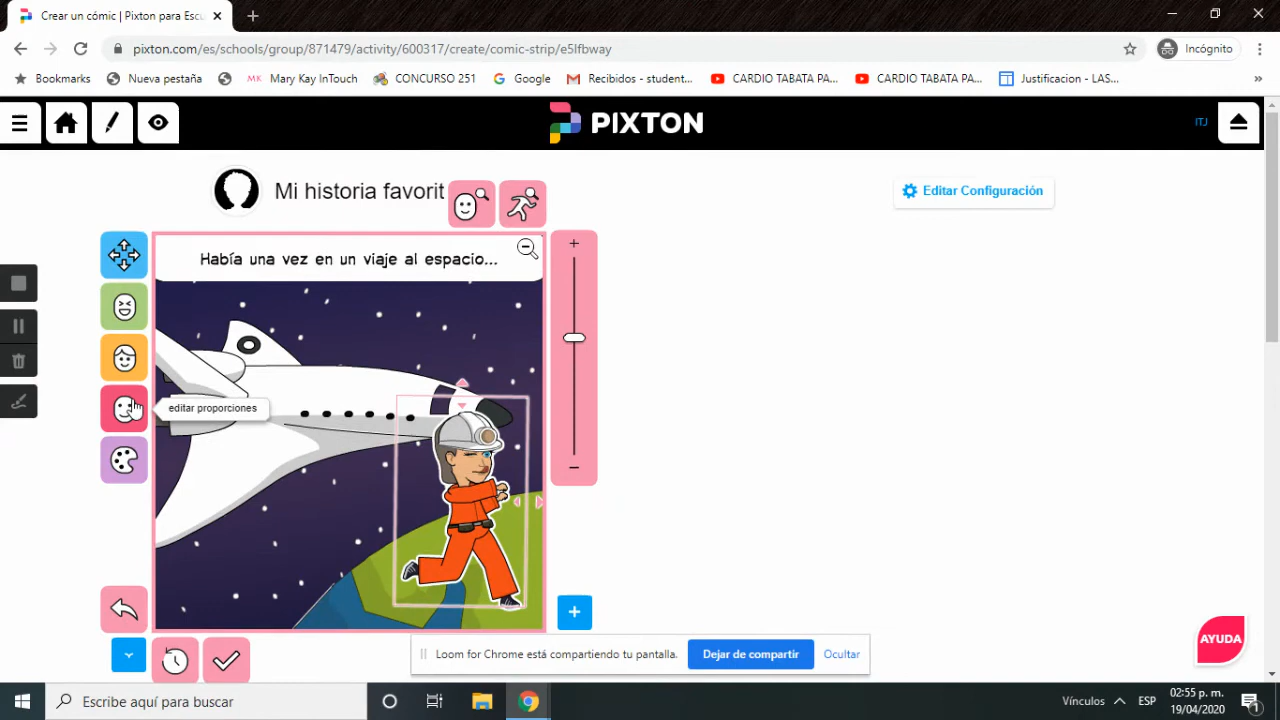 Crear un cómic | Pixton para Escu
pixton.com/es/schools/group/871479/activity/600317/create/comic-strip/e5lfbway
Incógnito
Bookmarks
Nueva pestaña
MK Mary Kay InTouch
CONCURSO 251
Google
Recibidos - student...
CARDIO TABATA PA...
CARDIO TABATA PA...
Justificacion - LAS...
»
PIXTON
ITJ
Mi historia favorit
Editar Configuración
Había una vez en un viaje al espacio...
editar proporciones
AYUDA
Loom for Chrome está compartiendo tu pantalla.
Dejar de compartir
Ocultar
Escribe aquí para buscar
Vínculos
ESP
02:55 p. m.
19/04/2020
1